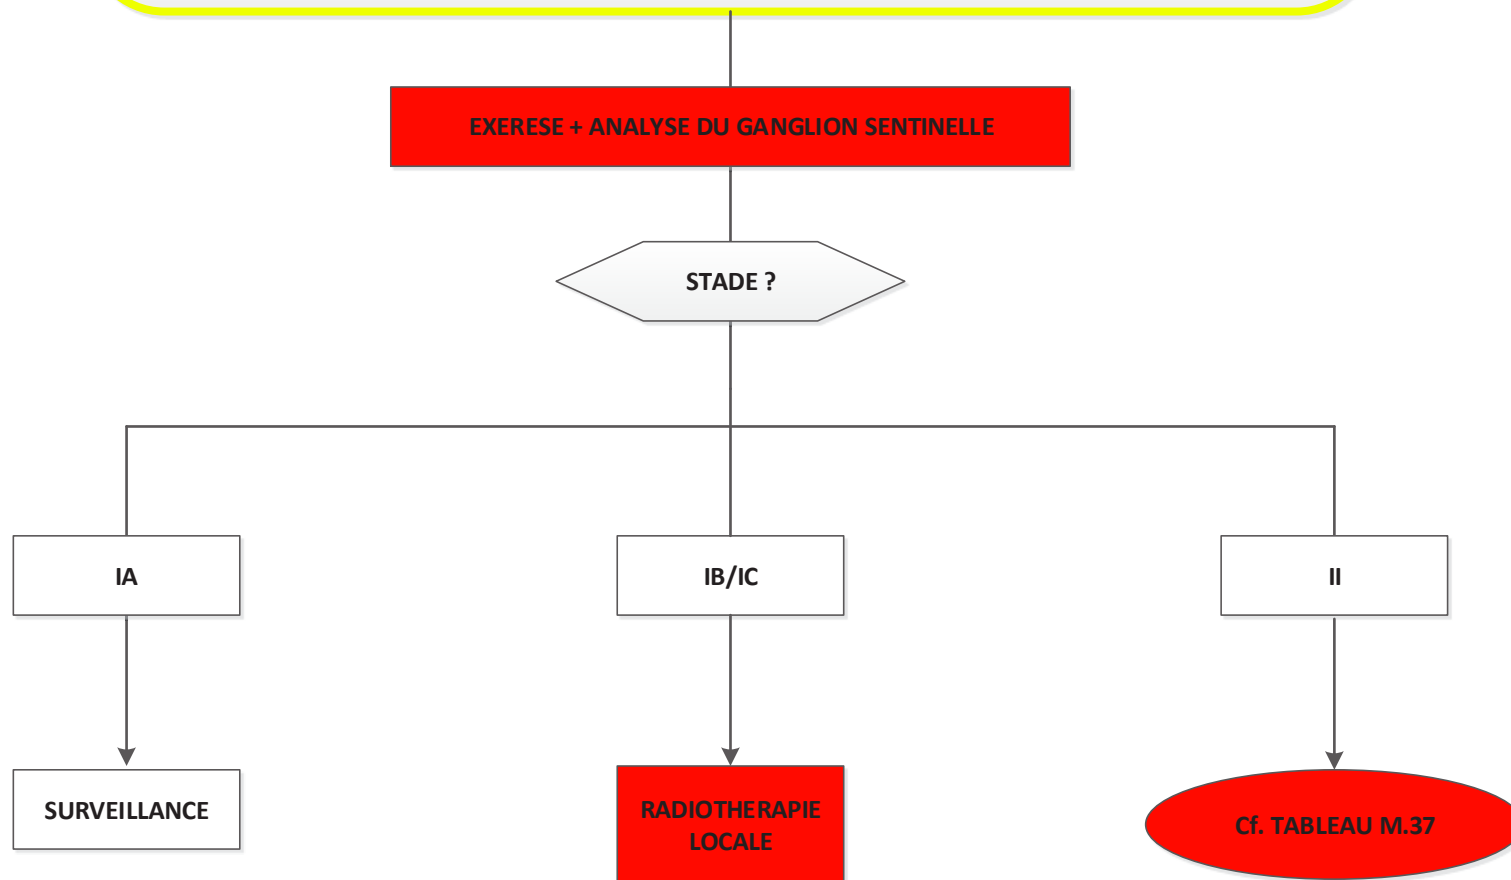 EXERESE + ANALYSE DU GANGLION SENTINELLE
STADE ?
IA
IB/IC
II
SURVEILLANCE
RADIOTHERAPIE
LOCALE
Cf. TABLEAU M.37